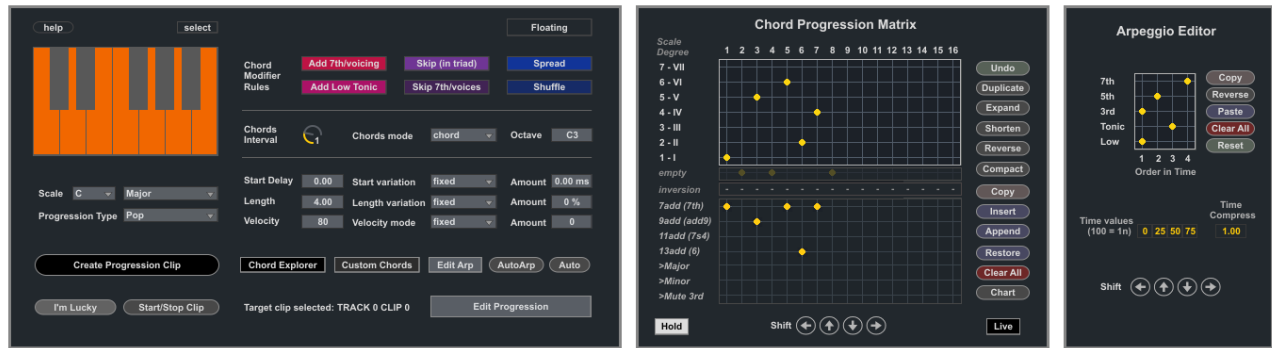 help select Floating
Chord Modifier Rules
Add 7th/voicing Skip (in triad) Spread
Add Low Tonic Skip 7th/voices Shuffle
Chords Interval 1 Chords mode chord Octave C3
Scale C Major
Progression Type Pop
Start Delay 0.00 Start variation fixed Amount 0.00 ms
Length 4.00 Length variation fixed Amount 0 %
Velocity 80 Velocity mode fixed Amount 0
Create Progression Clip Chord Explorer Custom Chords Edit Arp AutoArp Auto
I'm Lucky Start/Stop Clip Target clip selected: TRACK 0 CLIP 0 Edit Progression
Chord Progression Matrix
Scale Degree 1 2 3 4 5 6 7 8 9 10 11 12 13 14 15 16
7 - VII
6 - VI
5 - V
4 - IV
3 - III
2 - II
1 - I
empty
inversion - - - - - - - - - - - - - - - -
7add (7th)
9add (add9)
11add (7s4)
13add (6)
>Major
>Minor
>Mute 3rd
Undo
Duplicate
Expand
Shorten
Reverse
Compact
Copy
Insert
Append
Restore
Clear All
Chart
Hold Shift Live
Arpeggio Editor
7th
5th
3rd
Tonic
Low
1 2 3 4
Order in Time
Copy
Reverse
Paste
Clear All
Reset
Time values
(100 = 1n) 0 25 50 75
Time
Compress
1.00
Shift